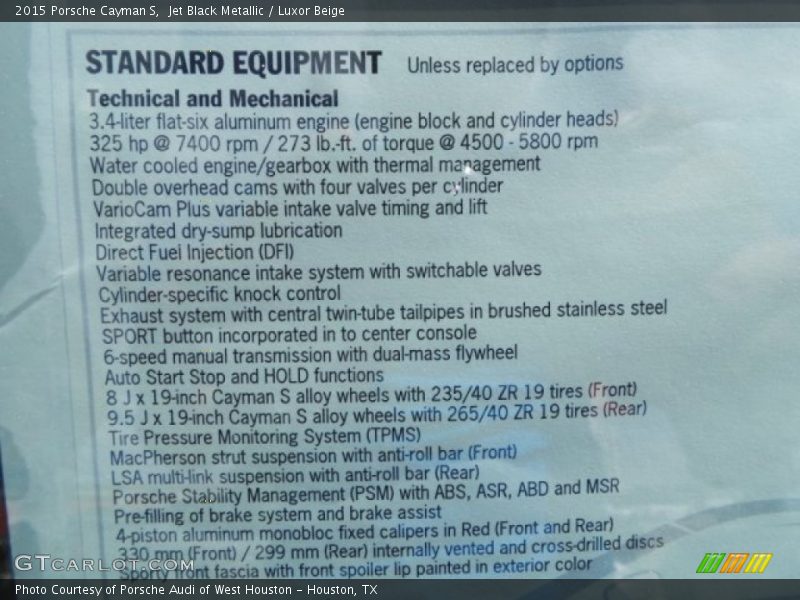 2015 Porsche Cayman S, Jet Black Metallic / Luxor Beige
STANDARD EQUIPMENT Unless replaced by options
Technical and Mechanical
3.4-liter flat-six aluminum engine (engine block and cylinder heads)
325 hp @ 7400 rpm / 273 lb.-ft. of torque @ 4500 - 5800 rpm
Water cooled engine/gearbox with thermal management
Double overhead cams with four valves per cylinder
VarioCam Plus variable intake valve timing and lift
Integrated dry-sump lubrication
Direct Fuel Injection (DFI)
Variable resonance intake system with switchable valves
Cylinder-specific knock control
Exhaust system with central twin-tube tailpipes in brushed stainless steel
SPORT button incorporated in to center console
6-speed manual transmission with dual-mass flywheel
Auto Start Stop and HOLD functions
8 J x 19-inch Cayman S alloy wheels with 235/40 ZR 19 tires (Front)
9.5 J x 19-inch Cayman S alloy wheels with 265/40 ZR 19 tires (Rear)
Tire Pressure Monitoring System (TPMS)
MacPherson strut suspension with anti-roll bar (Front)
LSA multi-link suspension with anti-roll bar (Rear)
Porsche Stability Management (PSM) with ABS, ASR, ABD and MSR
Pre-filling of brake system and brake assist
4-piston aluminum monobloc fixed calipers in Red (Front and Rear)
330 mm (Front) / 299 mm (Rear) internally vented and cross-drilled discs
Sporty front fascia with front spoiler lip painted in exterior color
GTCARLOT.COM
Photo Courtesy of Porsche Audi of West Houston - Houston, TX